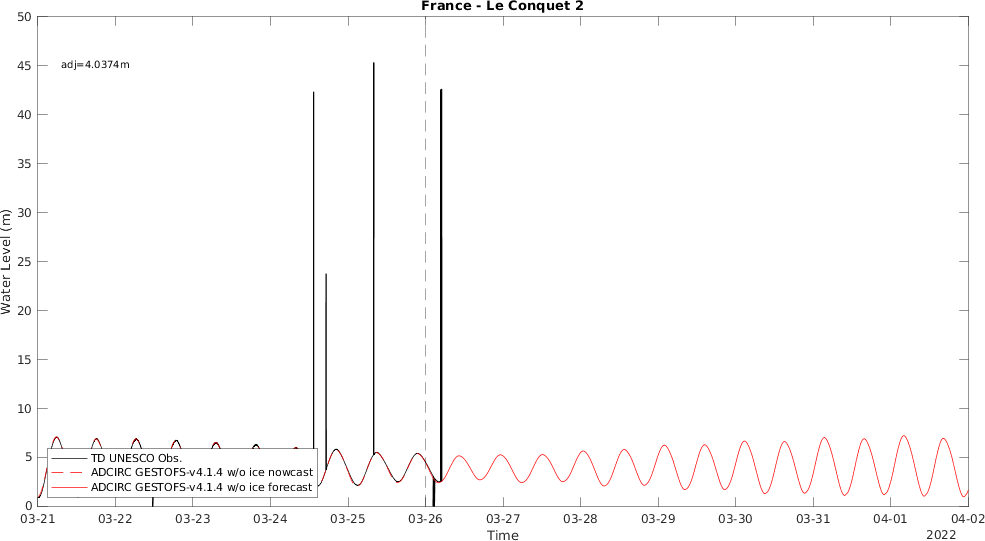 France - Le Conquet 2
adj=4.0374m
Water Level (m)
50
45
40
35
30
25
20
15
10
5
0
TD UNESCO Obs.
ADCIRC GESTOFS-v4.1.4 w/o ice nowcast
ADCIRC GESTOFS-v4.1.4 w/o ice forecast
03-21 03-22 03-23 03-24 03-25 03-26 03-27 03-28 03-29 03-30 03-31 04-01 04-02
Time
2022